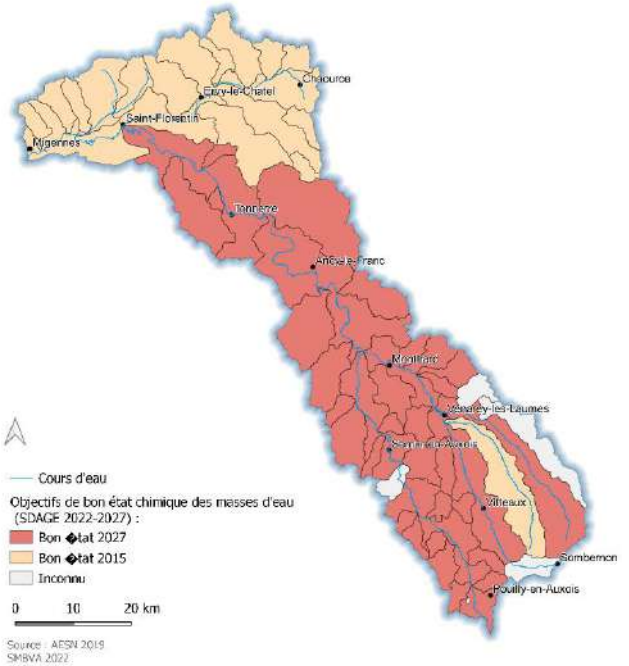 Chaource
Ervy-le-Chatel
Saint-Florentin
Migennes
Tonnerre
Ancy-le-Franc
Montbard
Venarey-les-Laumes
Semur-en-Auxois
Vitteaux
Sombernon
Pouilly-en-Auxois
Cours d'eau
Objectifs de bon état chimique des masses d'eau
(SDAGE 2022-2027) :
Bon �tat 2027
Bon �tat 2015
Inconnu
0 10 20 km
Source : AESN 2019
SMBVA 2022